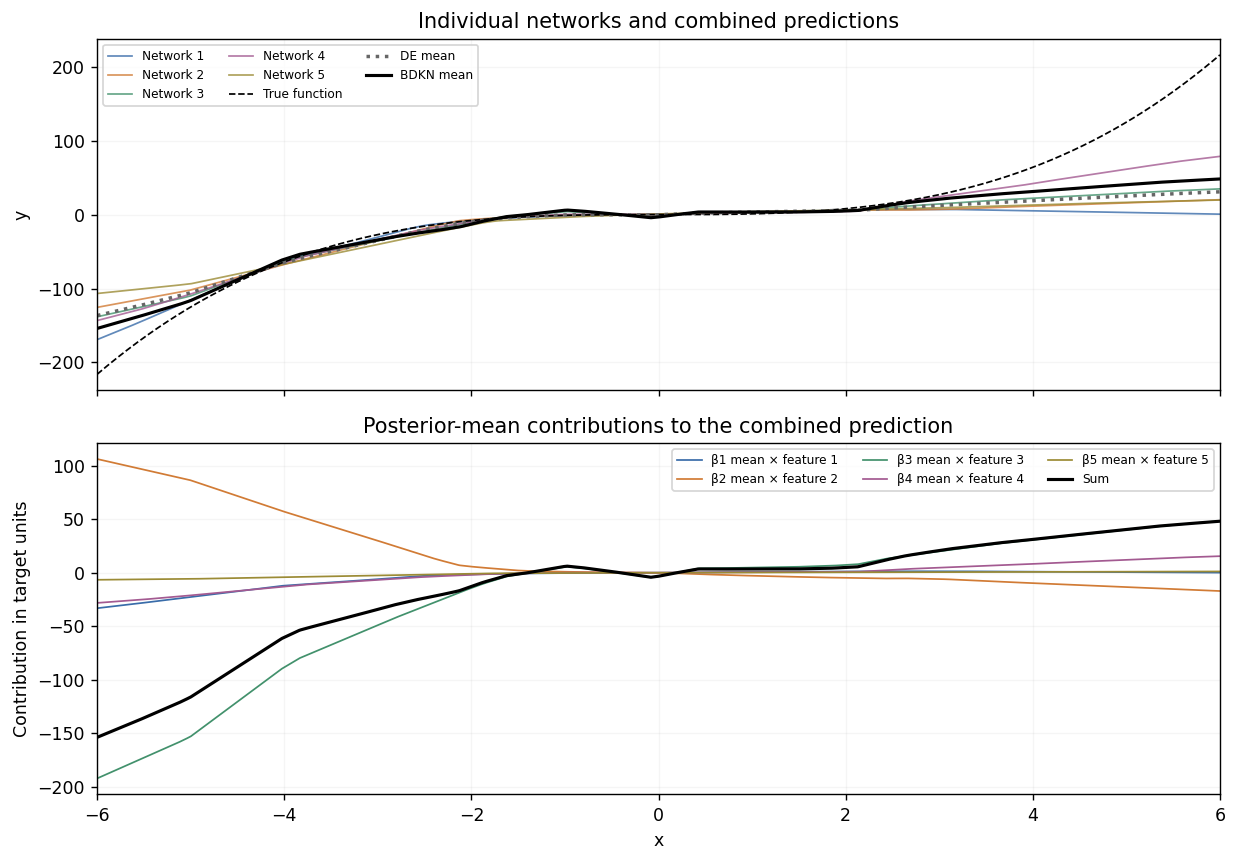 Individual networks and combined predictions
Network 1
Network 2
Network 3
Network 4
Network 5
True function
DE mean
BDKN mean
200
100
0
−100
−200
y
Posterior-mean contributions to the combined prediction
β1 mean × feature 1
β2 mean × feature 2
β3 mean × feature 3
β4 mean × feature 4
β5 mean × feature 5
Sum
100
50
0
−50
−100
−150
−200
Contribution in target units
−6 −4 −2 0 2 4 6
x